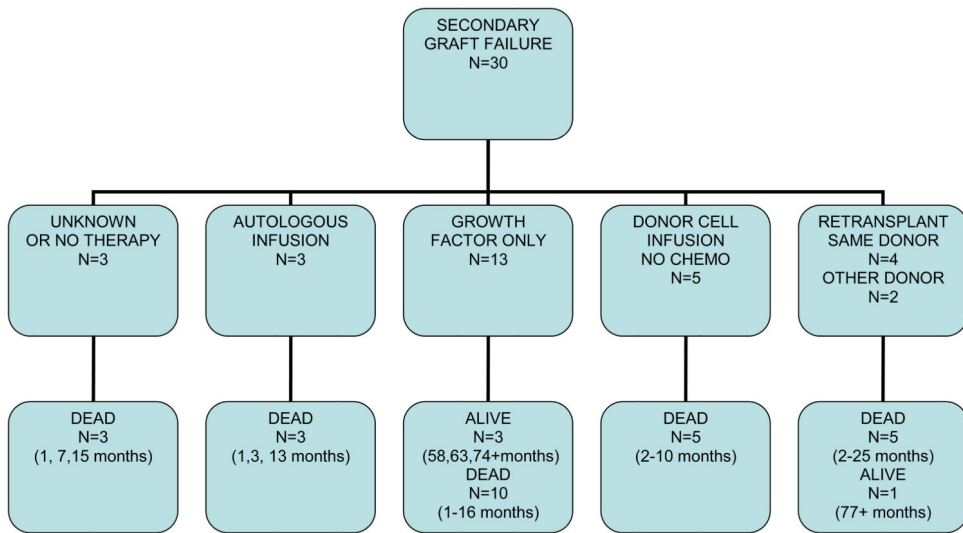 SECONDARY
GRAFT FAILURE
N=30
UNKNOWN
OR NO THERAPY
N=3
AUTOLOGOUS
INFUSION
N=3
GROWTH
FACTOR ONLY
N=13
DONOR CELL
INFUSION
NO CHEMO
N=5
RETRANSPLANT
SAME DONOR
N=4
OTHER DONOR
N=2
DEAD
N=3
(1, 7,15 months)
DEAD
N=3
(1,3, 13 months)
ALIVE
N=3
(58,63,74+months)
DEAD
N=10
(1-16 months)
DEAD
N=5
(2-10 months)
DEAD
N=5
(2-25 months)
ALIVE
N=1
(77+ months)